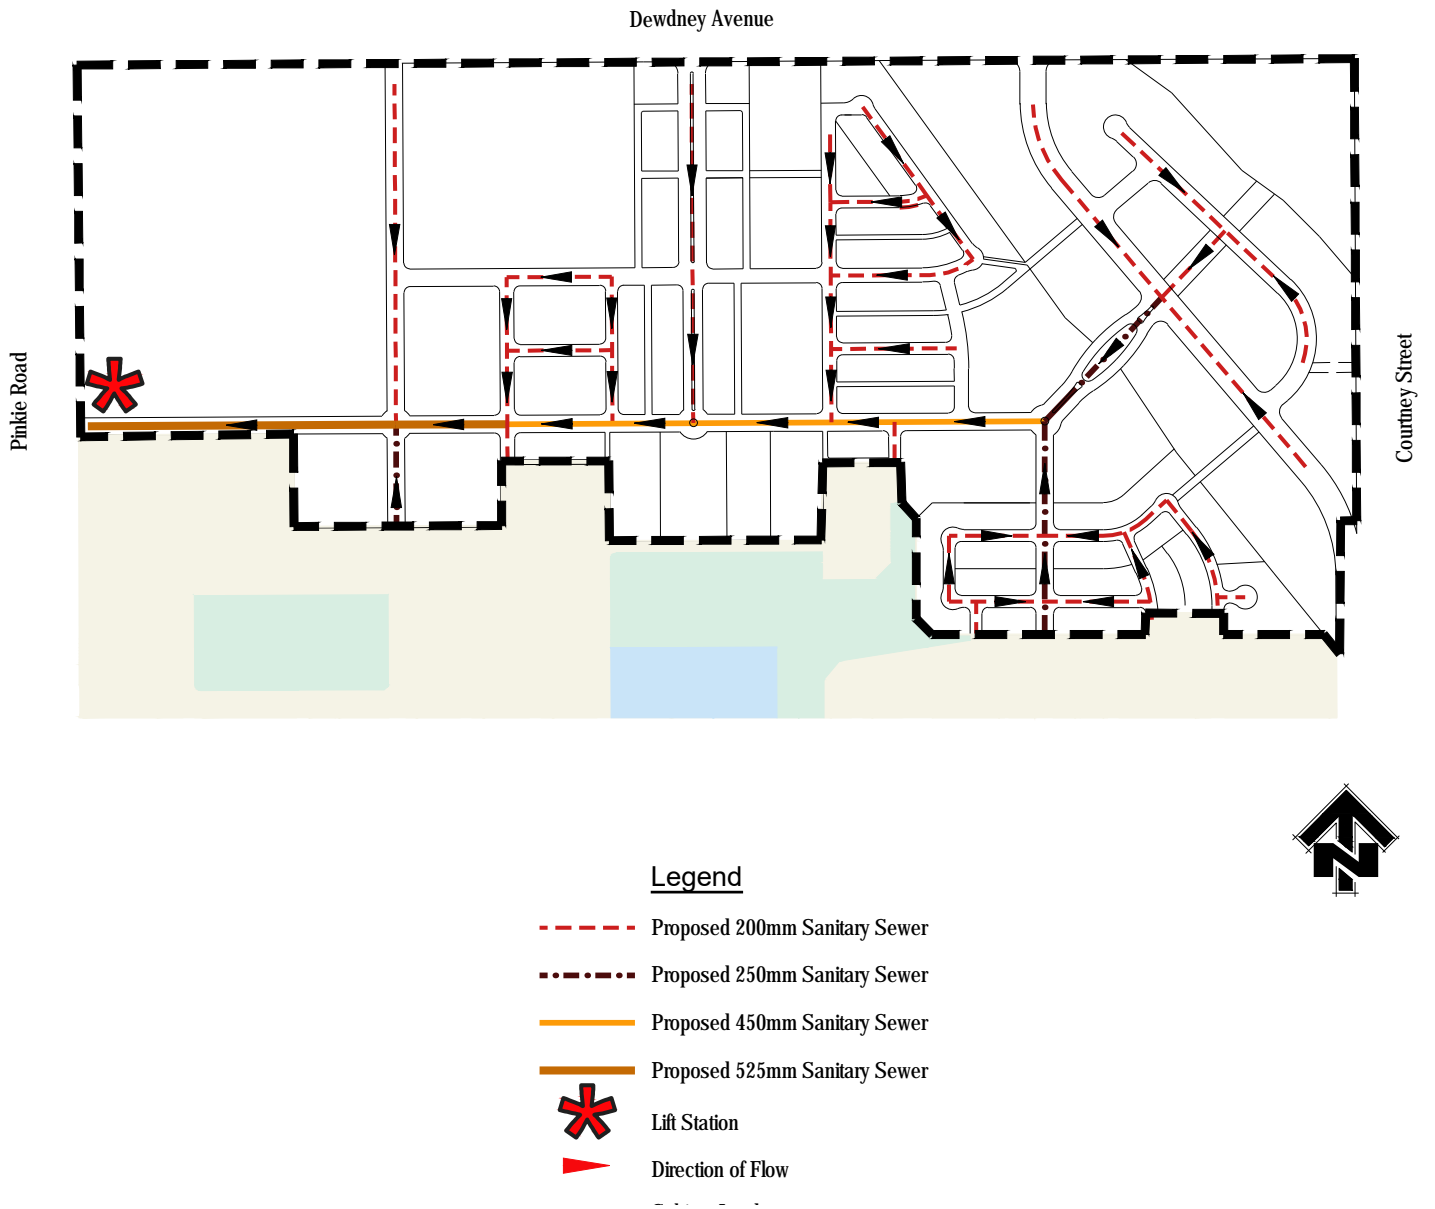 Dewdney Avenue
Pinkie Road
Courtney Street
N
Legend
Proposed 200mm Sanitary Sewer
Proposed 250mm Sanitary Sewer
Proposed 450mm Sanitary Sewer
Proposed 525mm Sanitary Sewer
Lift Station
Direction of Flow